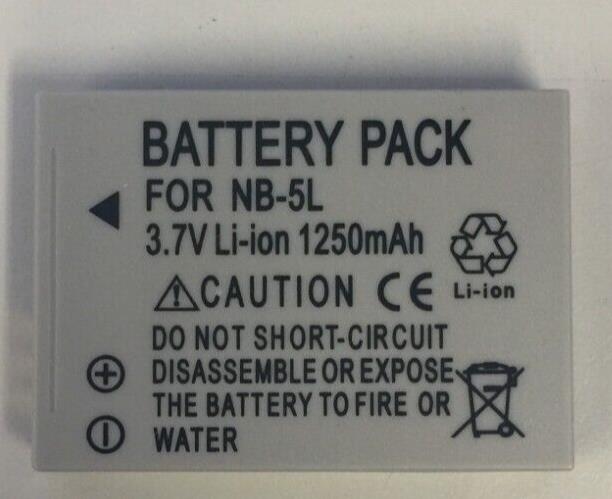 BATTERY PACK
FOR NB-5L
3.7V Li-ion 1250mAh
CAUTION CE
Li-ion
DO NOT SHORT-CIRCUIT
DISASSEMBLE OR EXPOSE
THE BATTERY TO FIRE OR
WATER